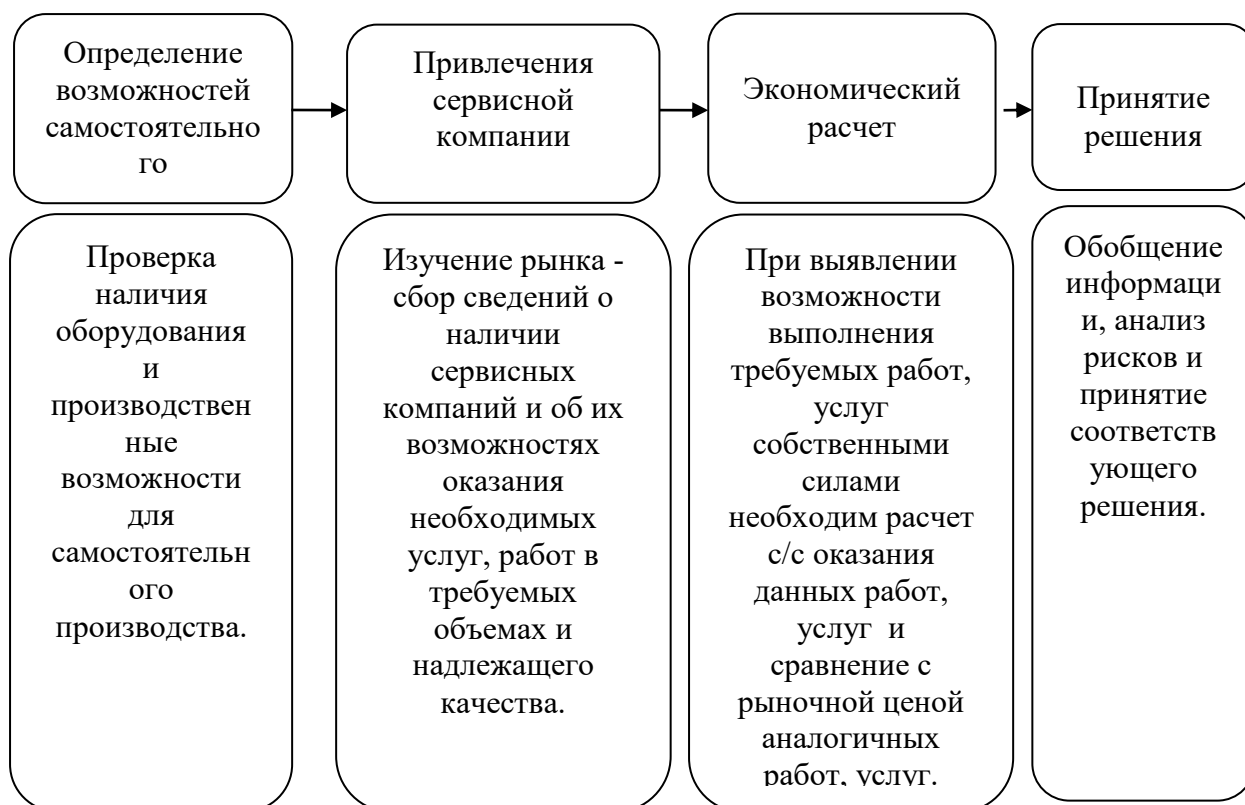 Определение
возможностей
самостоятельно
го
Привлечения
сервисной
компании
Экономический
расчет
Принятие
решения
Проверка
наличия
оборудования
и
производствен
ные
возможности
для
самостоятельн
ого
производства.
Изучение рынка -
сбор сведений о
наличии
сервисных
компаний и об их
возможностях
оказания
необходимых
услуг, работ в
требуемых
объемах и
надлежащего
качества.
При выявлении
возможности
выполнения
требуемых работ,
услуг
собственными
силами
необходим расчет
с/с оказания
данных работ,
услуг и
сравнение с
рыночной ценой
аналогичных
работ, услуг.
Обобщение
информаци
и, анализ
рисков и
принятие
соответств
ующего
решения.